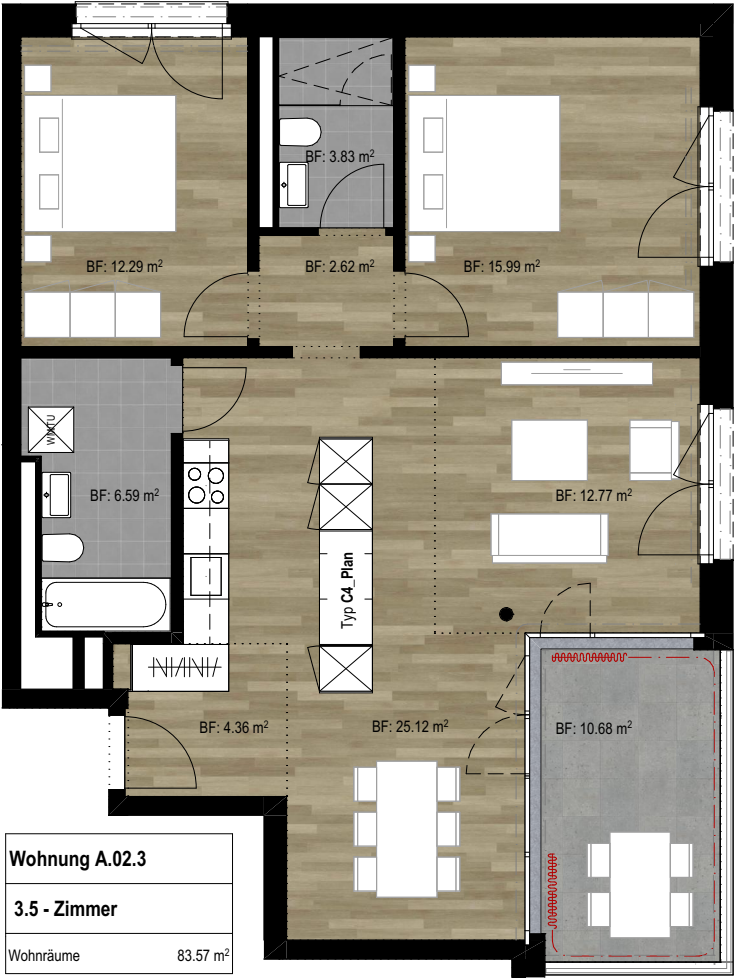 BF: 3.83 m²
BF: 12.29 m²
BF: 2.62 m²
BF: 15.99 m²
WM/TU
BF: 6.59 m²
BF: 12.77 m²
Typ C4_Plan
BF: 4.36 m²
BF: 25.12 m²
BF: 10.68 m²
Wohnung A.02.3
3.5 - Zimmer
Wohnräume 83.57 m²